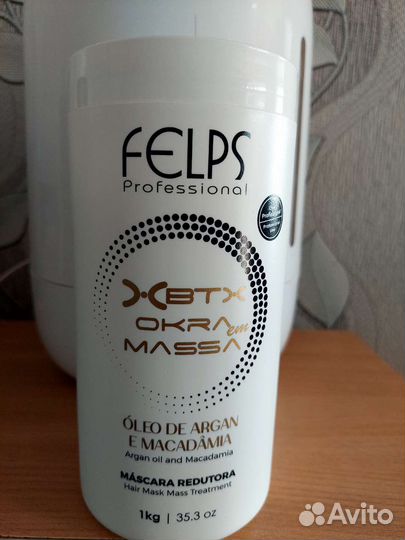 FELPS
Professional
XBTX
OKRA em
MASSA
ÓLEO DE ARGAN
E MACADÂMIA
Argan oil and Macadamia
MÁSCARA REDUTORA
Hair Mask Mass Treatment
1kg | 35.3 oz
Avito